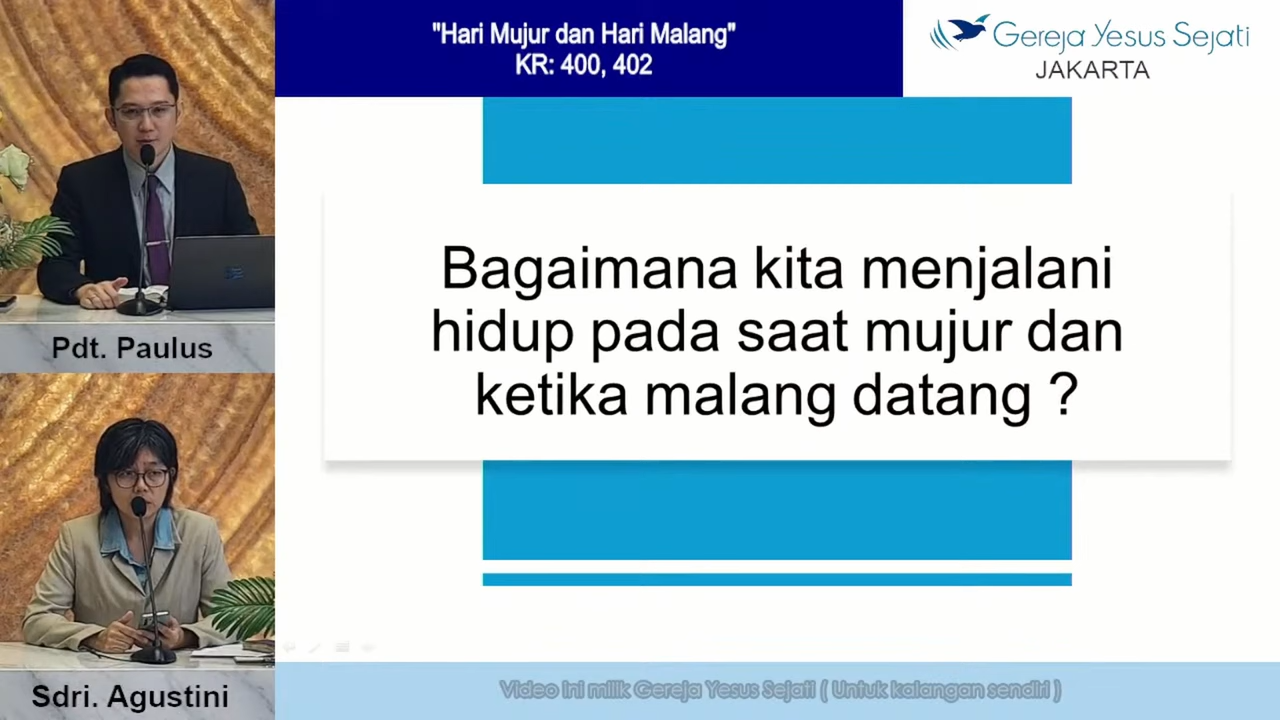 "Hari Mujur dan Hari Malang"
KR: 400, 402
Gereja Yesus Sejati
JAKARTA
Bagaimana kita menjalani
hidup pada saat mujur dan
ketika malang datang ?
Pdt. Paulus
Sdri. Agustini
Video ini milik Gereja Yesus Sejati ( Untuk kalangan sendiri )